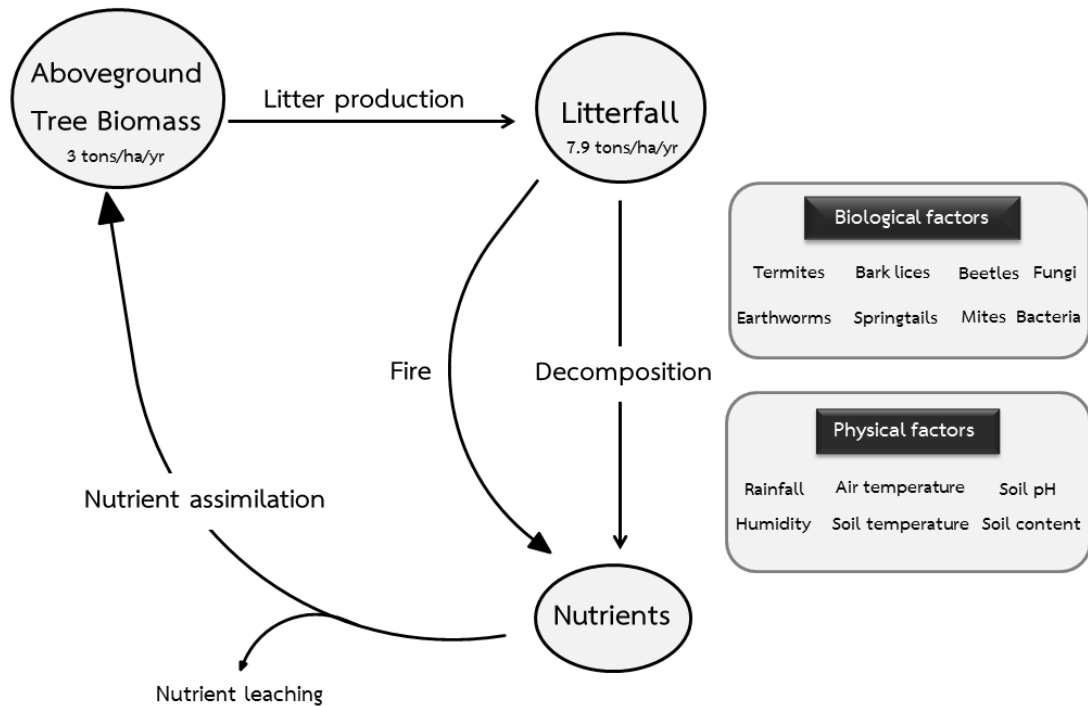 Aboveground
Tree Biomass
3 tons/ha/yr
Litter production
Litterfall
7.9 tons/ha/yr
Biological factors
Termites Bark lices Beetles Fungi
Earthworms Springtails Mites Bacteria
Fire
Decomposition
Physical factors
Rainfall Air temperature Soil pH
Humidity Soil temperature Soil content
Nutrient assimilation
Nutrients
Nutrient leaching